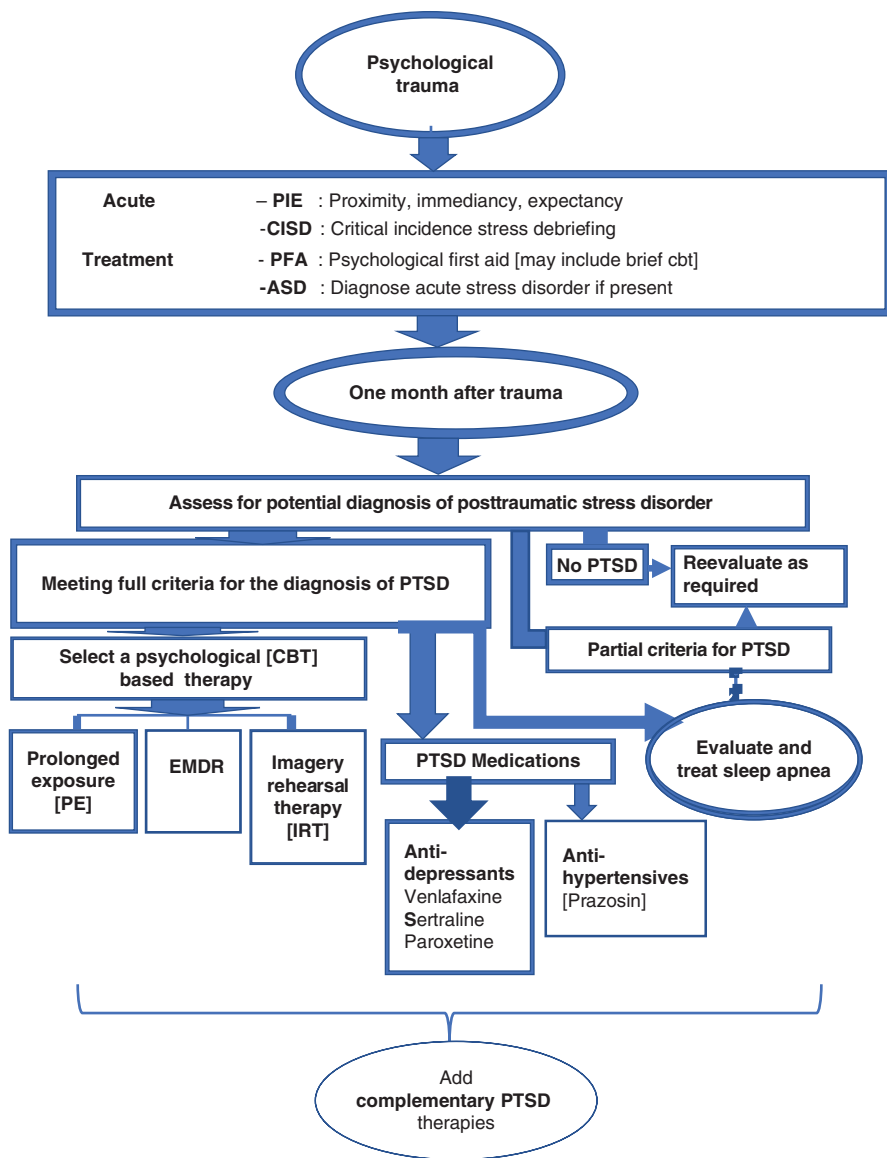 Psychological
trauma
Acute – PIE : Proximity, immediancy, expectancy
-CISD : Critical incidence stress debriefing
Treatment - PFA : Psychological first aid [may include brief cbt]
-ASD : Diagnose acute stress disorder if present
One month after trauma
Assess for potential diagnosis of posttraumatic stress disorder
Meeting full criteria for the diagnosis of PTSD
No PTSD
Reevaluate as
required
Partial criteria for PTSD
Select a psychological [CBT]
based therapy
Prolonged
exposure
[PE]
EMDR
Imagery
rehearsal
therapy
[IRT]
PTSD Medications
Evaluate and
treat sleep apnea
Anti-
depressants
Venlafaxine
Sertraline
Paroxetine
Anti-
hypertensives
[Prazosin]
Add
complementary PTSD
therapies